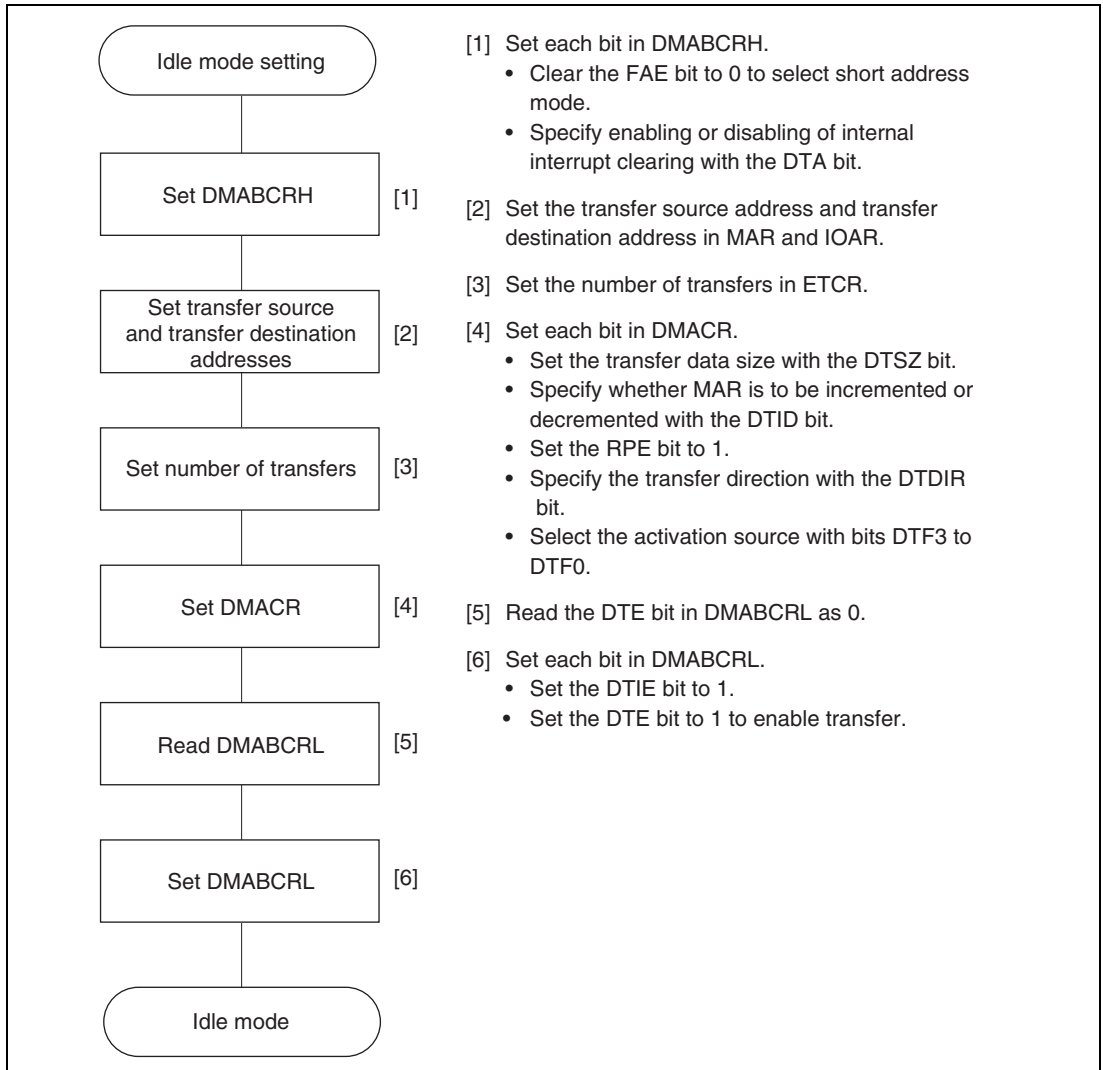 Idle mode setting
Set DMABCRH
[1]
Set transfer source
and transfer destination
addresses
[2]
Set number of transfers
[3]
Set DMACR
[4]
Read DMABCRL
[5]
Set DMABCRL
[6]
Idle mode
[1] Set each bit in DMABCRH.
• Clear the FAE bit to 0 to select short address
mode.
• Specify enabling or disabling of internal
interrupt clearing with the DTA bit.
[2] Set the transfer source address and transfer
destination address in MAR and IOAR.
[3] Set the number of transfers in ETCR.
[4] Set each bit in DMACR.
• Set the transfer data size with the DTSZ bit.
• Specify whether MAR is to be incremented or
decremented with the DTID bit.
• Set the RPE bit to 1.
• Specify the transfer direction with the DTDIR
bit.
• Select the activation source with bits DTF3 to
DTF0.
[5] Read the DTE bit in DMABCRL as 0.
[6] Set each bit in DMABCRL.
• Set the DTIE bit to 1.
• Set the DTE bit to 1 to enable transfer.